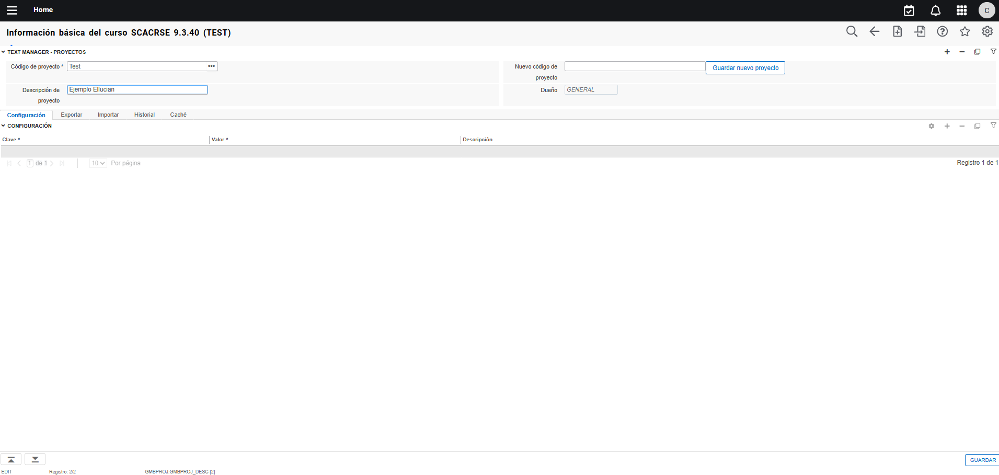 Home
C
Información básica del curso SCACRSE 9.3.40 (TEST)
TEXT MANAGER - PROYECTOS
Código de proyecto * Test •••
Nuevo código de proyecto Guardar nuevo proyecto
Descripción de proyecto Ejemplo Ellucian
Dueño GENERAL
Configuración Exportar Importar Historial Caché
CONFIGURACIÓN
Clave * Valor * Descripción
1 de 1 10 Por página Registro 1 de 1
GUARDAR
EDIT Registro: 2/2 GMBPROJ.GMBPROJ_DESC [2]